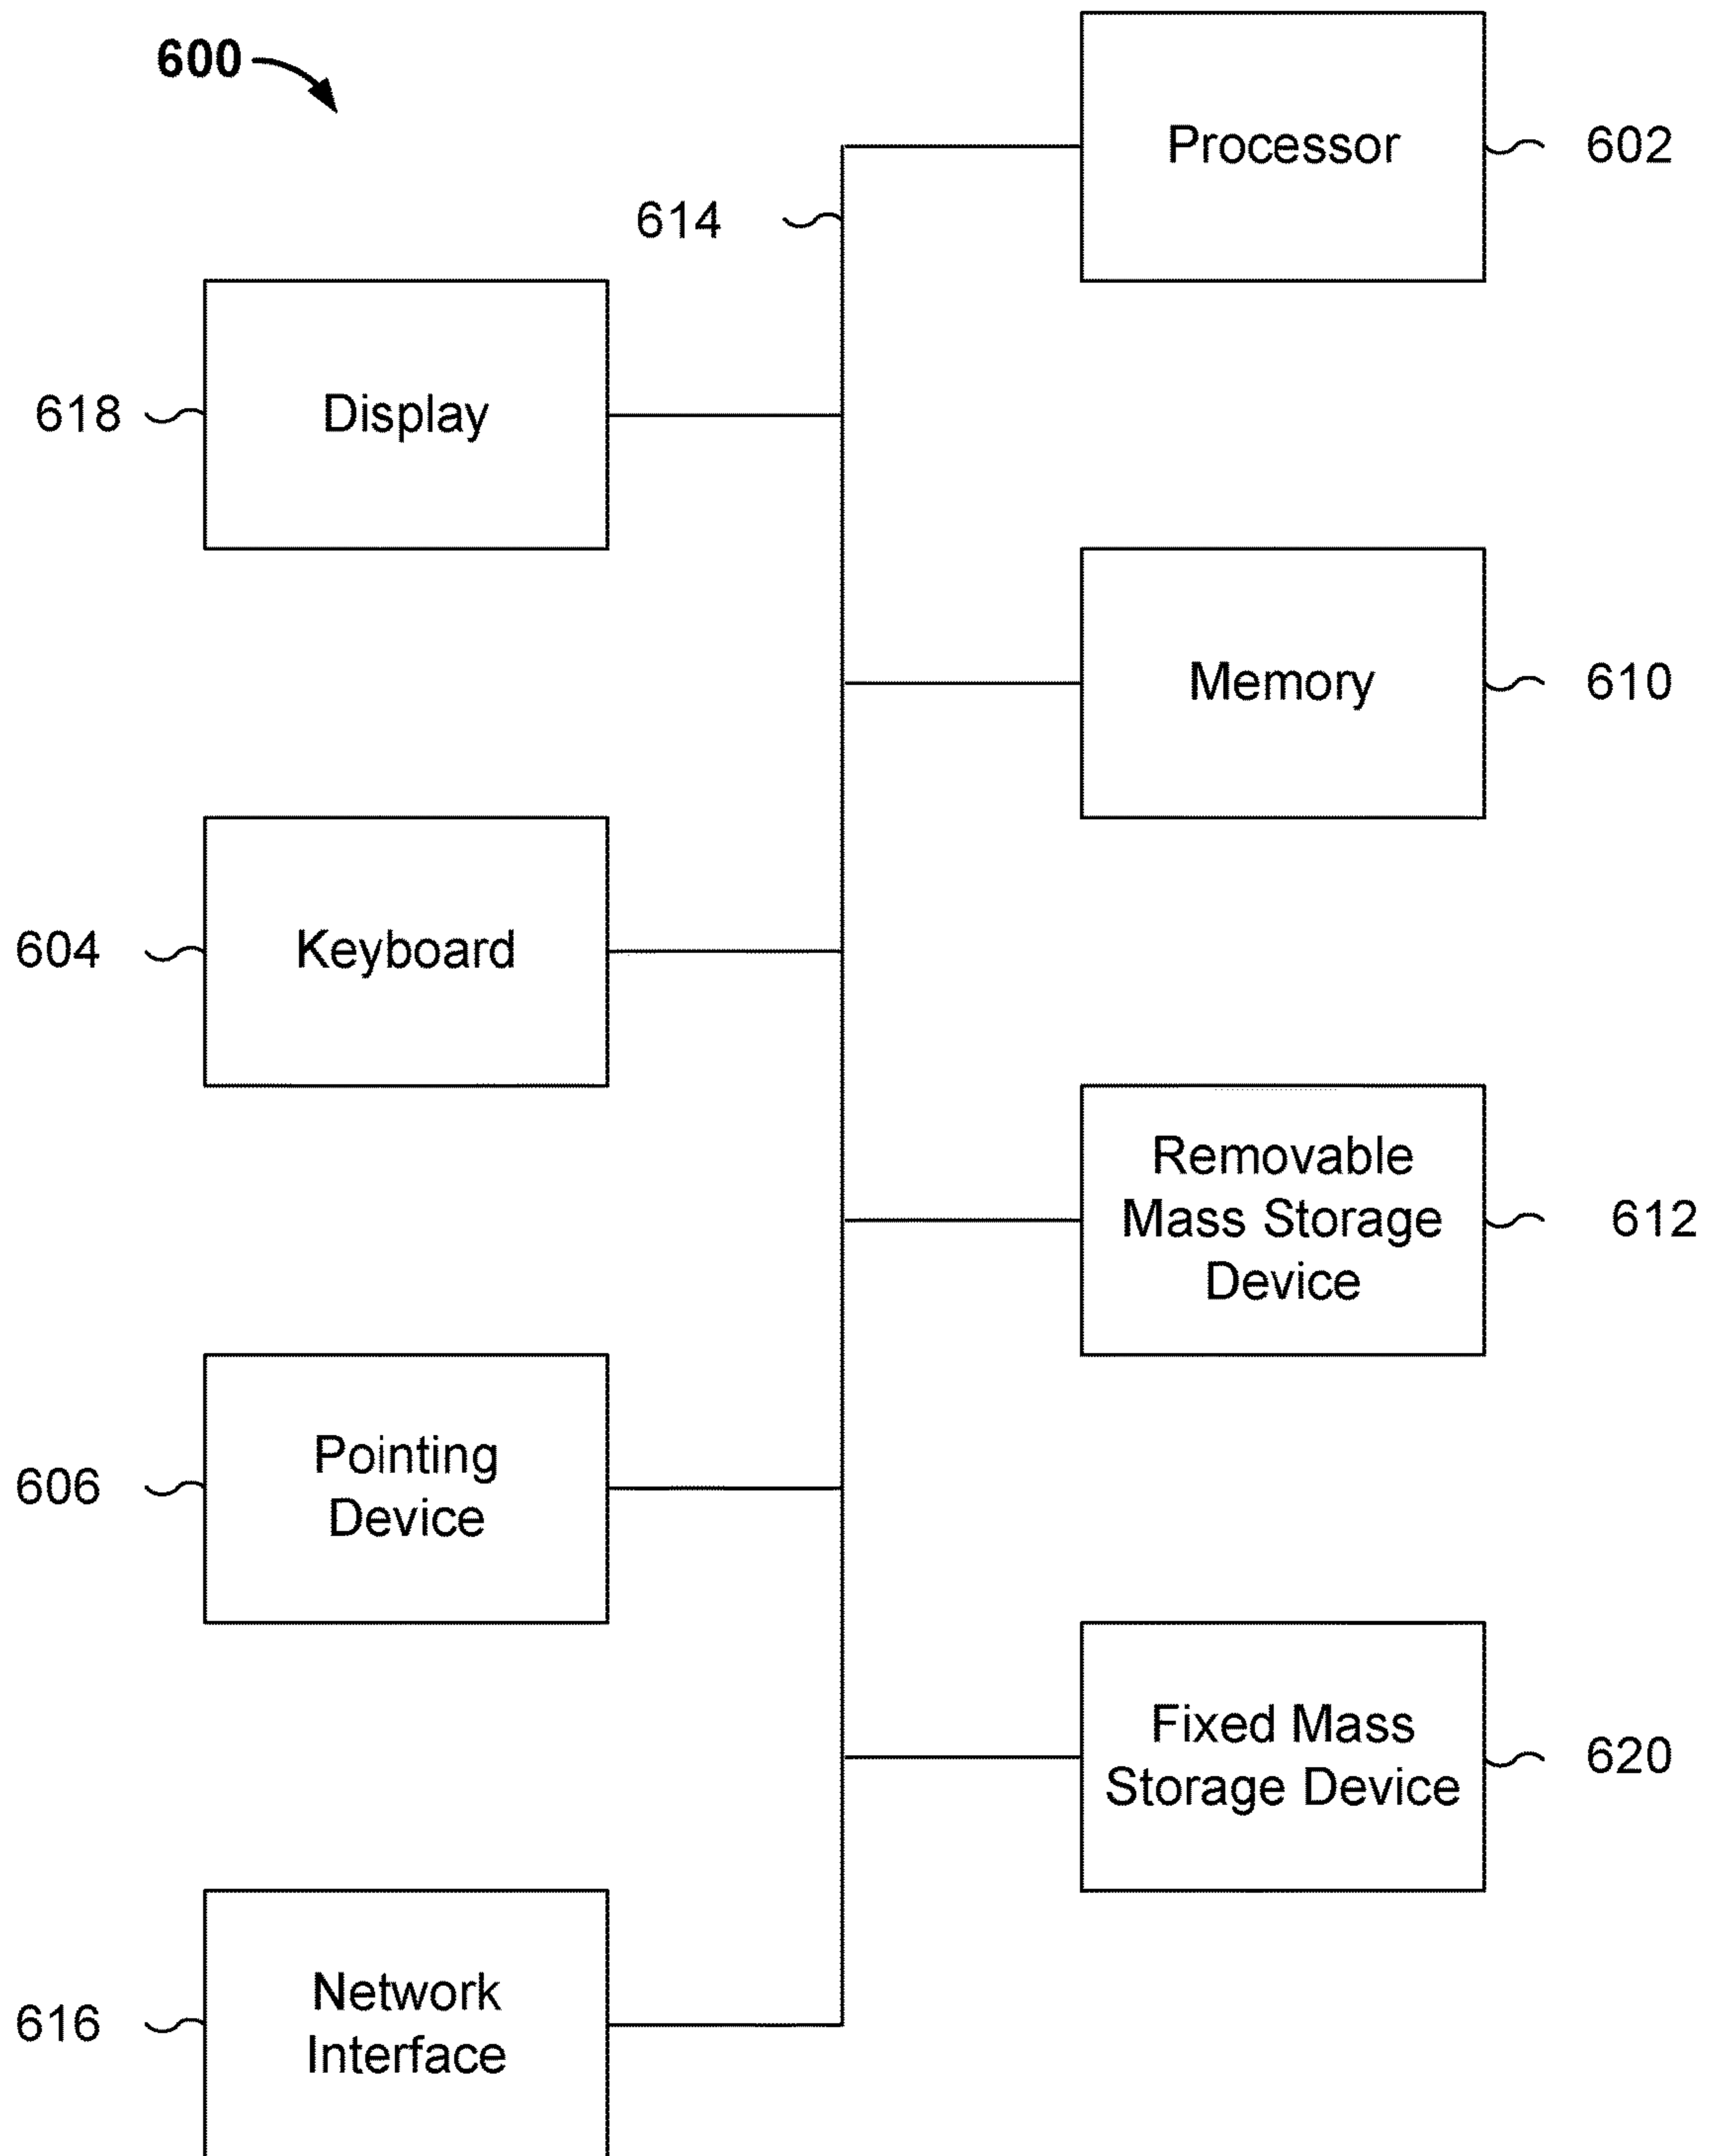 600
Processor
602
614
618
Display
Memory
610
604
Keyboard
Removable
Mass Storage
Device
612
606
Pointing
Device
Fixed Mass
Storage Device
620
616
Network
Interface